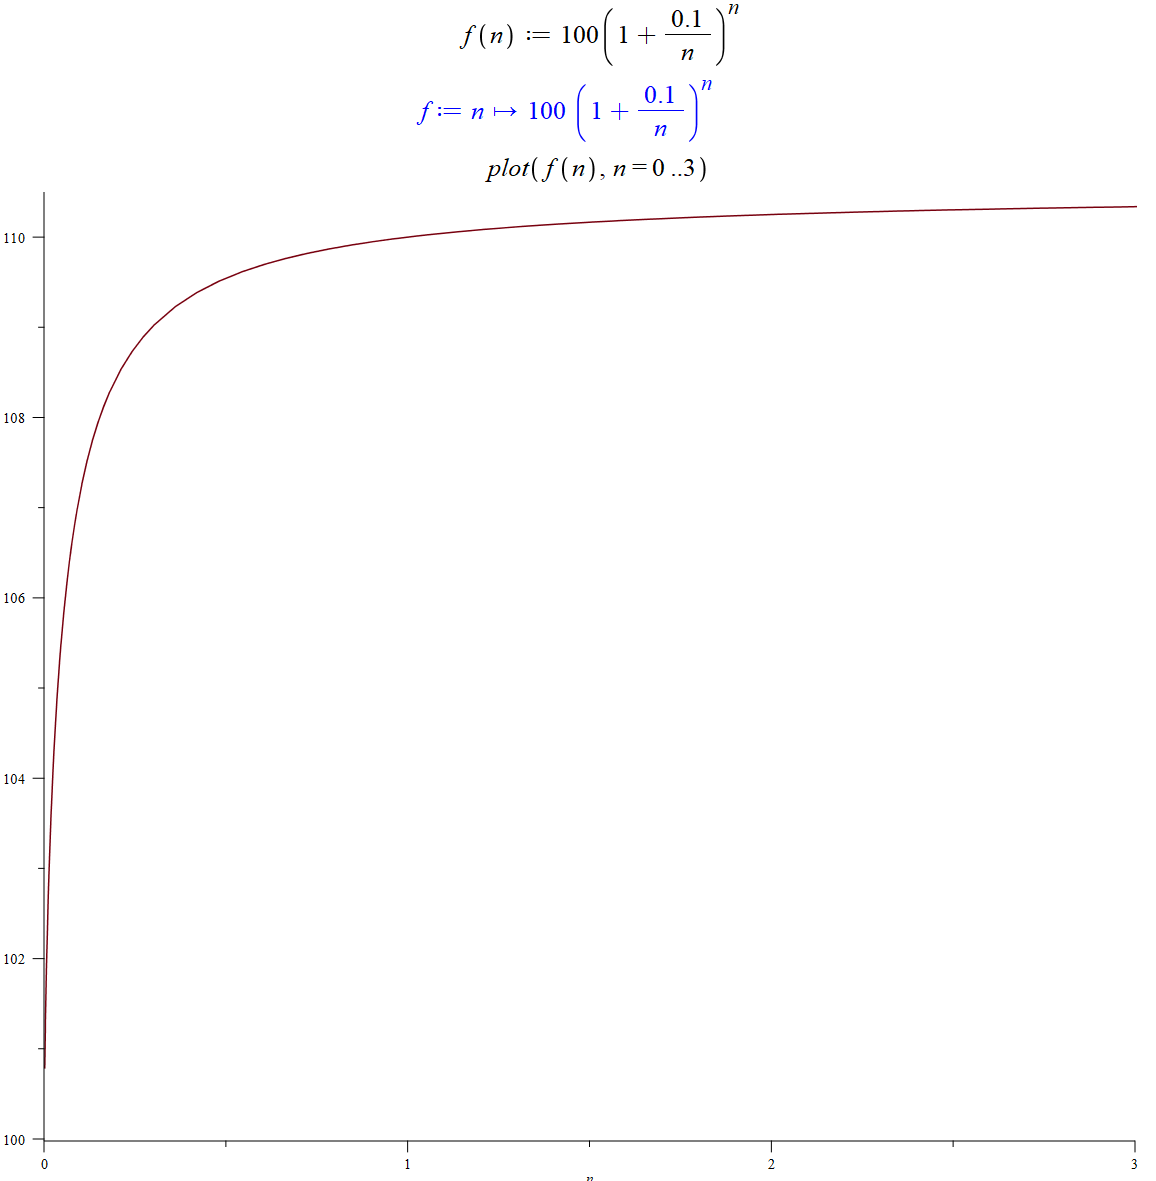 f(n) := 100(1 + 0.1/n)^n
f := n ↦ 100 (1 + 0.1/n)^n
plot(f(n), n = 0 ..3)
110
108
106
104
102
100
0 1 2 3
n